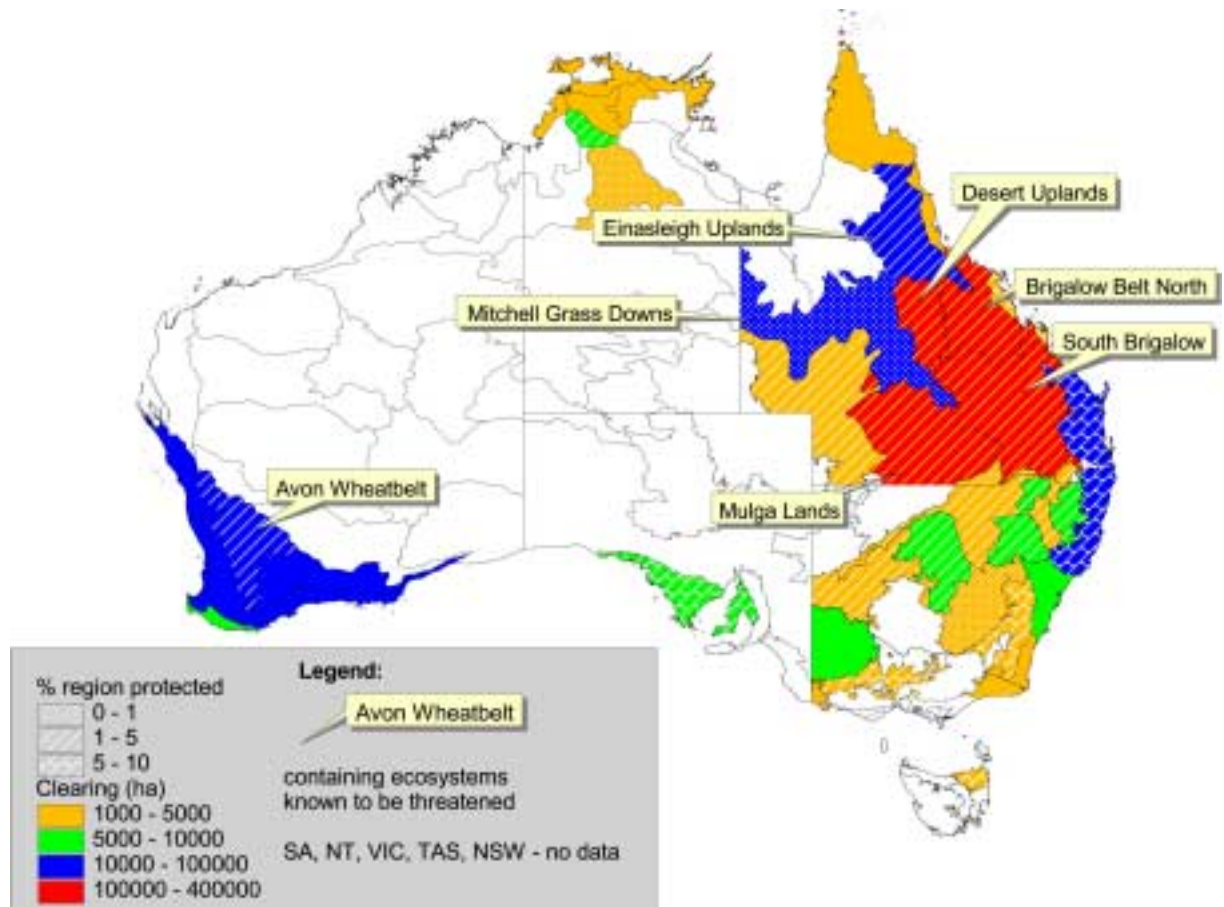 Desert Uplands
Einasleigh Uplands
Brigalow Belt North
Mitchell Grass Downs
South Brigalow
Avon Wheatbelt
Mulga Lands
Legend:
% region protected
0 - 1
1 - 5
5 - 10
Clearing (ha)
1000 - 5000
5000 - 10000
10000 - 100000
100000 - 400000
Avon Wheatbelt
containing ecosystems
known to be threatened
SA, NT, VIC, TAS, NSW - no data